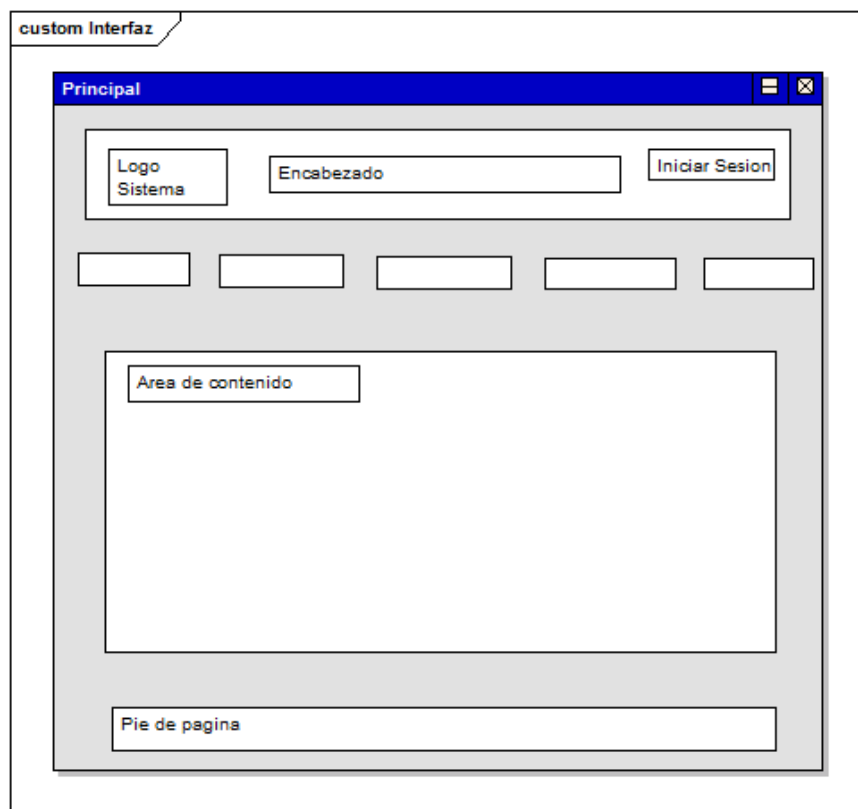 custom Interfaz
Principal
Logo
Sistema
Encabezado
Iniciar Sesion
Area de contenido
Pie de pagina